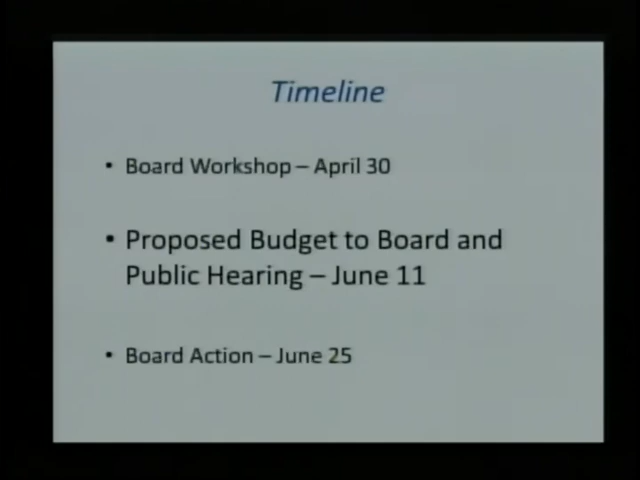 Timeline
• Board Workshop – April 30
• Proposed Budget to Board and
Public Hearing – June 11
• Board Action – June 25